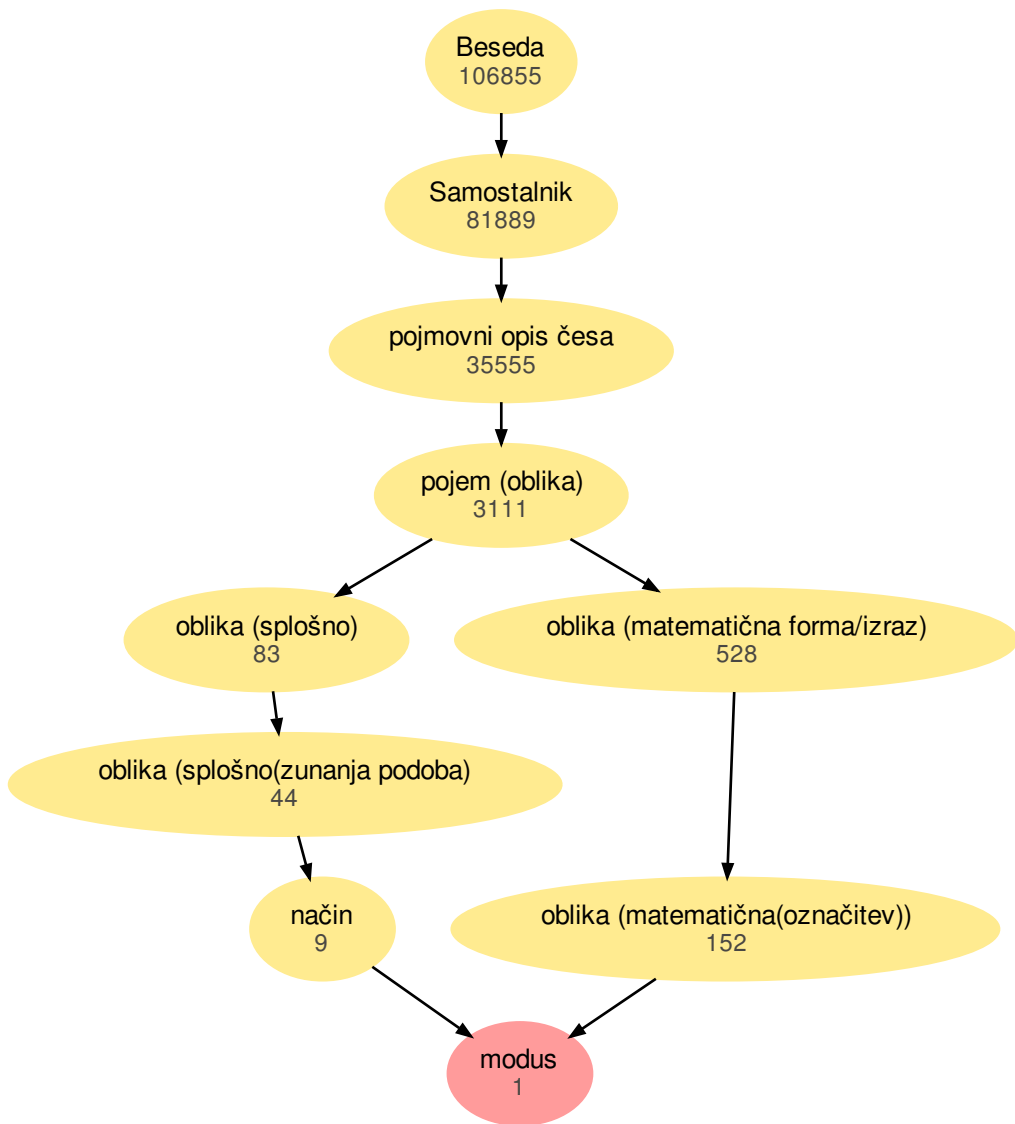 Beseda
106855
Samostalnik
81889
pojmovni opis česa
35555
pojem (oblika)
3111
oblika (splošno)
83
oblika (matematična forma/izraz)
528
oblika (splošno(zunanja podoba)
44
način
9
oblika (matematična(označitev))
152
modus
1